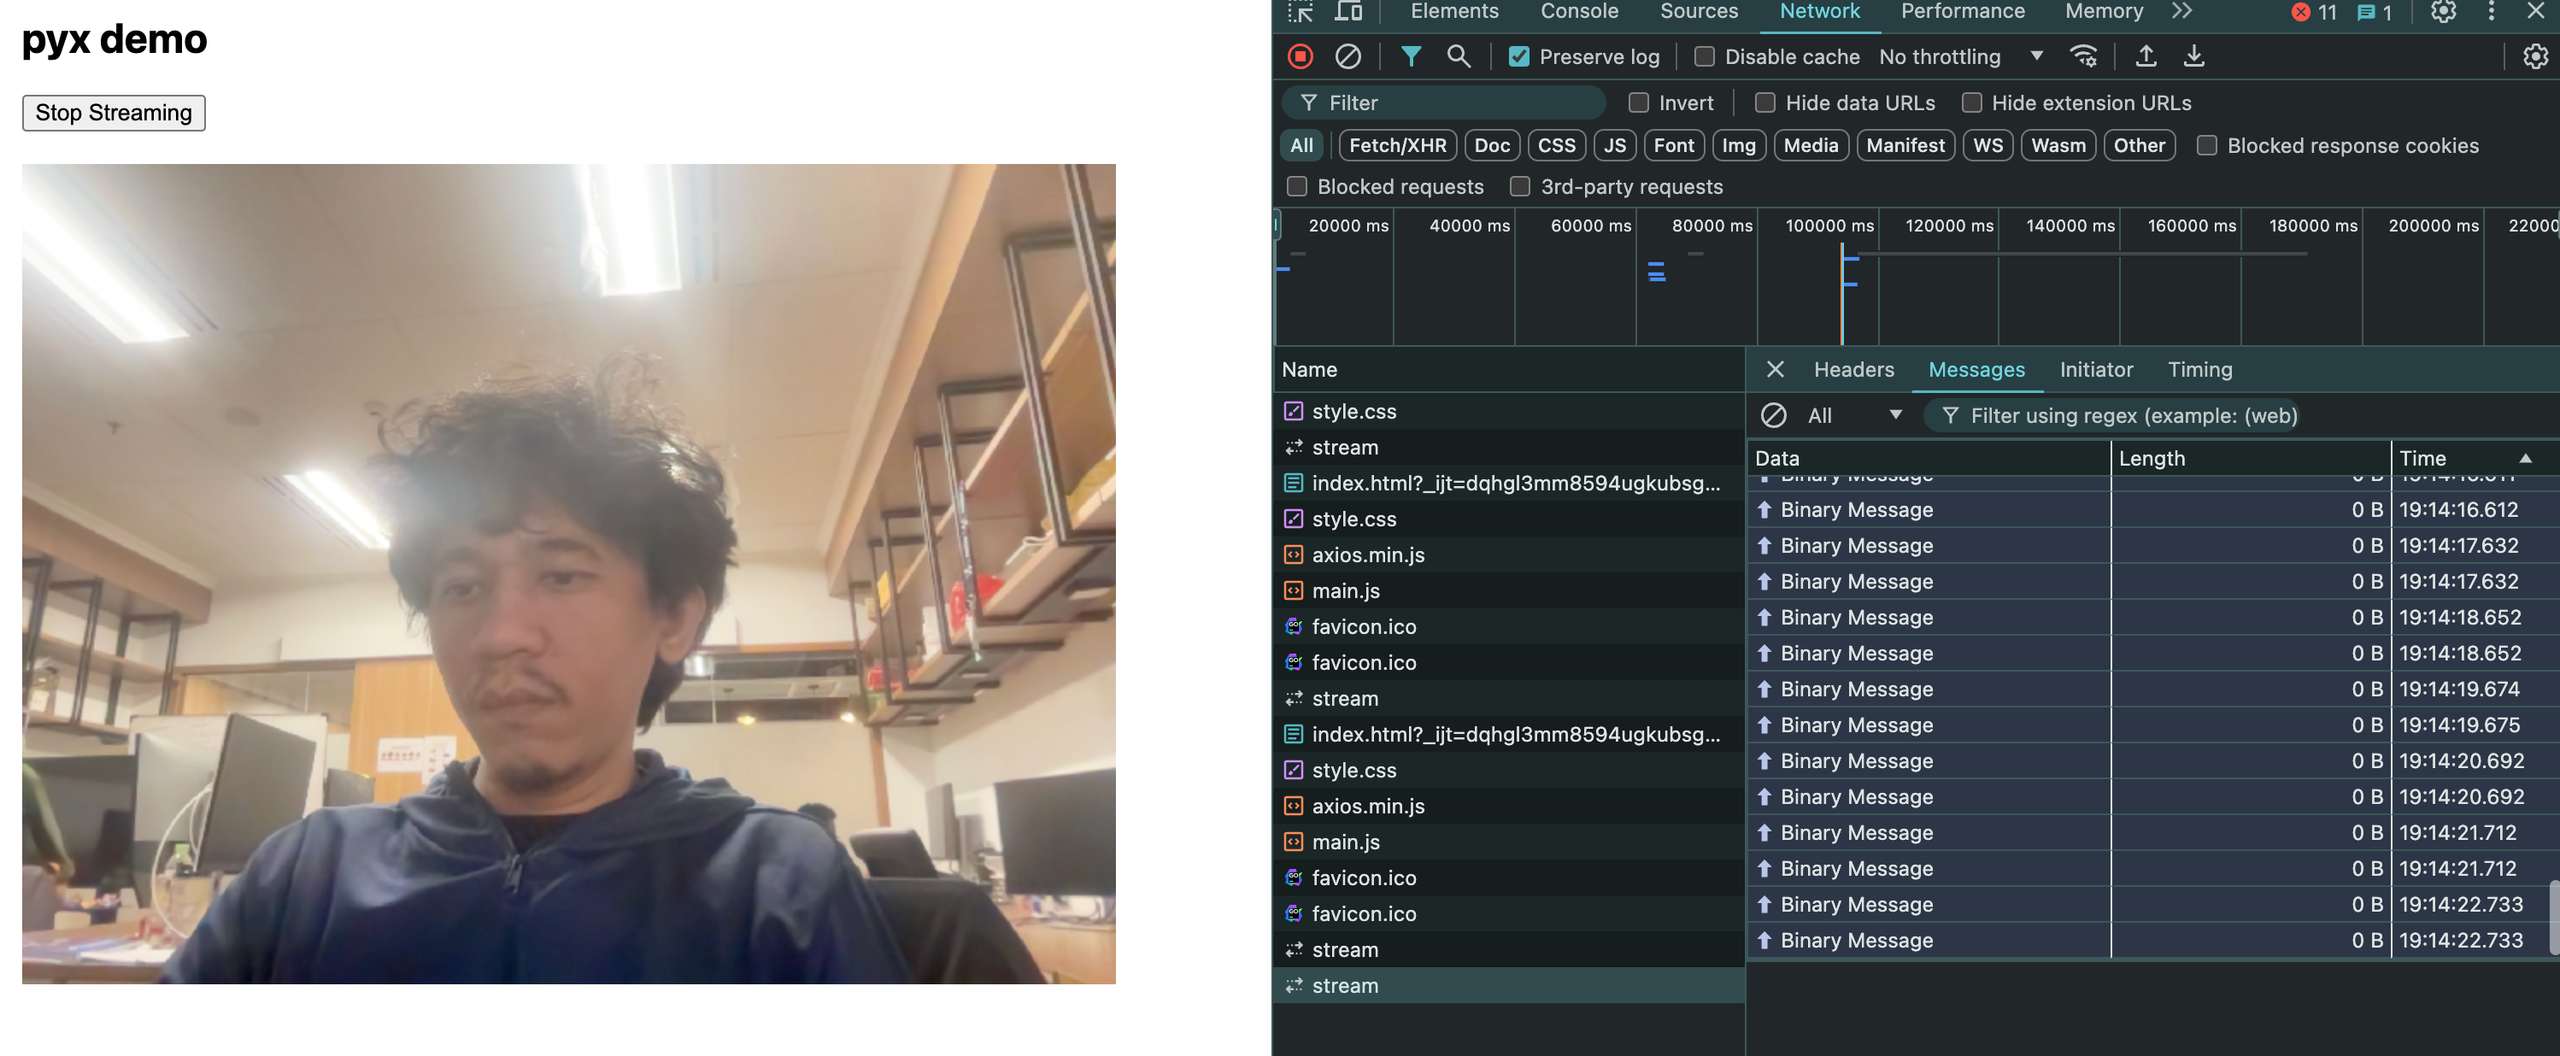 pyx demo
Stop Streaming
Elements Console Sources Network Performance Memory 11 1
Preserve log Disable cache No throttling
Filter Invert Hide data URLs Hide extension URLs
All Fetch/XHR Doc CSS JS Font Img Media Manifest WS Wasm Other Blocked response cookies
Blocked requests 3rd-party requests
20000 ms 40000 ms 60000 ms 80000 ms 100000 ms 120000 ms 140000 ms 160000 ms 180000 ms 200000 ms 22000
Name
style.css
stream
index.html?_ijt=dqhgl3mm8594ugkubsg...
style.css
axios.min.js
main.js
favicon.ico
favicon.ico
stream
index.html?_ijt=dqhgl3mm8594ugkubsg...
style.css
axios.min.js
main.js
favicon.ico
favicon.ico
stream
stream
Headers Messages Initiator Timing
All Filter using regex (example: (web)
Data Length Time
Binary Message 0 B
Binary Message 0 B 19:14:16.612
Binary Message 0 B 19:14:17.632
Binary Message 0 B 19:14:17.632
Binary Message 0 B 19:14:18.652
Binary Message 0 B 19:14:18.652
Binary Message 0 B 19:14:19.674
Binary Message 0 B 19:14:19.675
Binary Message 0 B 19:14:20.692
Binary Message 0 B 19:14:20.692
Binary Message 0 B 19:14:21.712
Binary Message 0 B 19:14:21.712
Binary Message 0 B 19:14:22.733
Binary Message 0 B 19:14:22.733